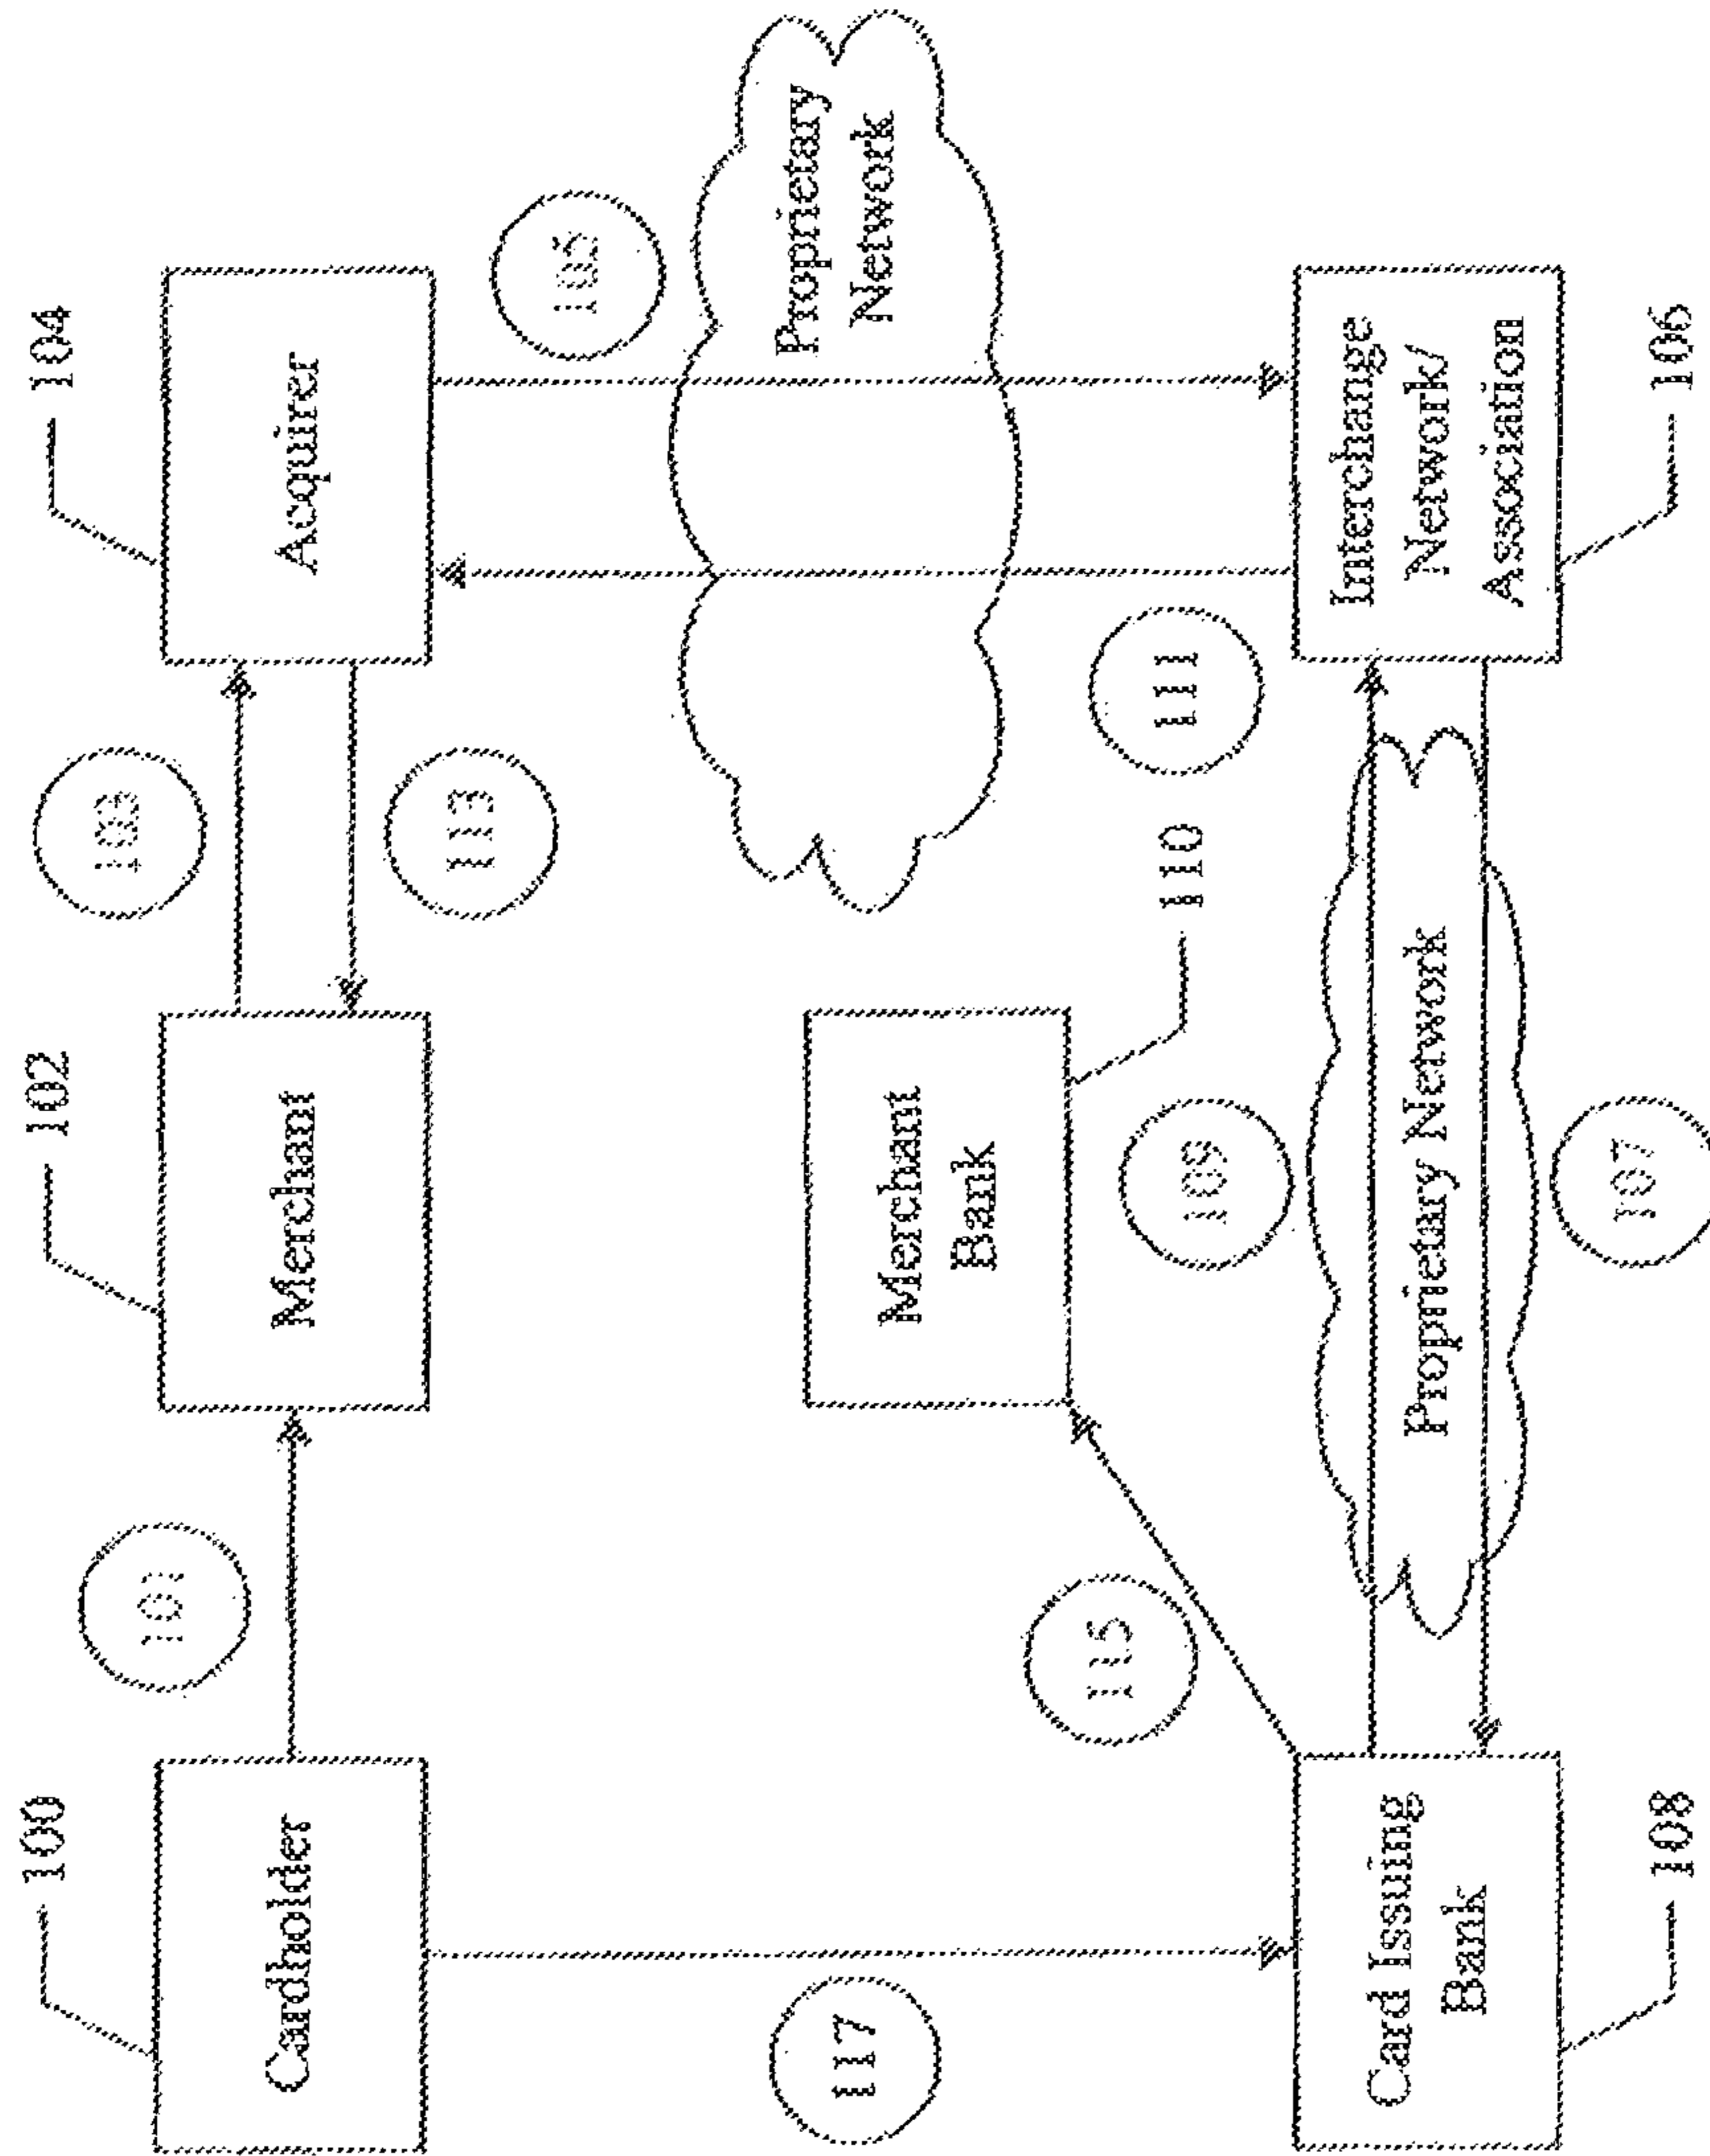 100
Cardholder
101
102
Merchant
103
113
104
Acquirer
105
Proprietary
Network
117
115
Merchant
Bank
110
109
111
Card Issuing
Bank
108
Proprietary Network
107
Interchange
Network/
Association
106